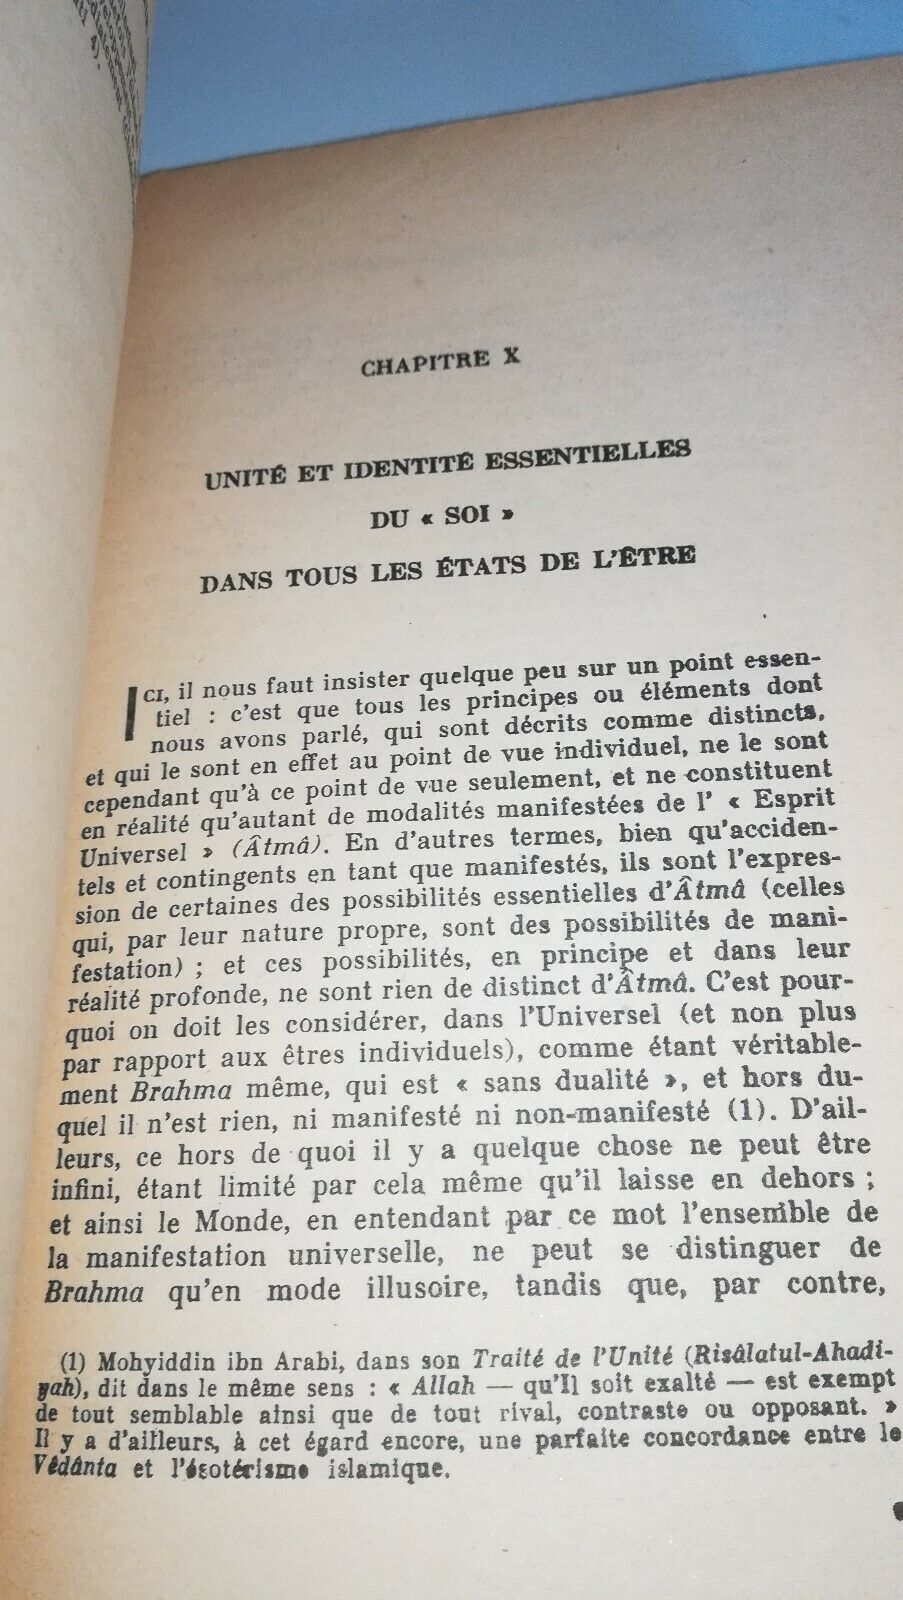 CHAPITRE X
UNITÉ ET IDENTITÉ ESSENTIELLES
DU « SOI »
DANS TOUS LES ÉTATS DE L'ÊTRE
ICI, il nous faut insister quelque peu sur un point essen-
tiel : c'est que tous les principes ou éléments dont
nous avons parlé, qui sont décrits comme distincts,
et qui le sont en effet au point de vue individuel, ne le sont
cependant qu'à ce point de vue seulement, et ne constituent
en réalité qu'autant de modalités manifestées de l' « Esprit
Universel » (Âtmâ). En d'autres termes, bien qu'acciden-
tels et contingents en tant que manifestés, ils sont l'expres-
sion de certaines des possibilités essentielles d'Âtmâ (celles
qui, par leur nature propre, sont des possibilités de mani-
festation) ; et ces possibilités, en principe et dans leur
réalité profonde, ne sont rien de distinct d'Âtmâ. C'est pour-
quoi on doit les considérer, dans l'Universel (et non plus
par rapport aux êtres individuels), comme étant véritable-
ment Brahma même, qui est « sans dualité », et hors du-
quel il n'est rien, ni manifesté ni non-manifesté (1). D'ail-
leurs, ce hors de quoi il y a quelque chose ne peut être
infini, étant limité par cela même qu'il laisse en dehors ;
et ainsi le Monde, en entendant par ce mot l'ensemble de
la manifestation universelle, ne peut se distinguer de
Brahma qu'en mode illusoire, tandis que, par contre,
(1) Mohyiddin ibn Arabi, dans son Traité de l'Unité (Risâlatul-Ahadi-
yah), dit dans le même sens : « Allah — qu'Il soit exalté — est exempt
de tout semblable ainsi que de tout rival, contraste ou opposant. »
Il y a d'ailleurs, à cet égard encore, une parfaite concordance entre le
Vêdânta et l'ésotérisme islamique.